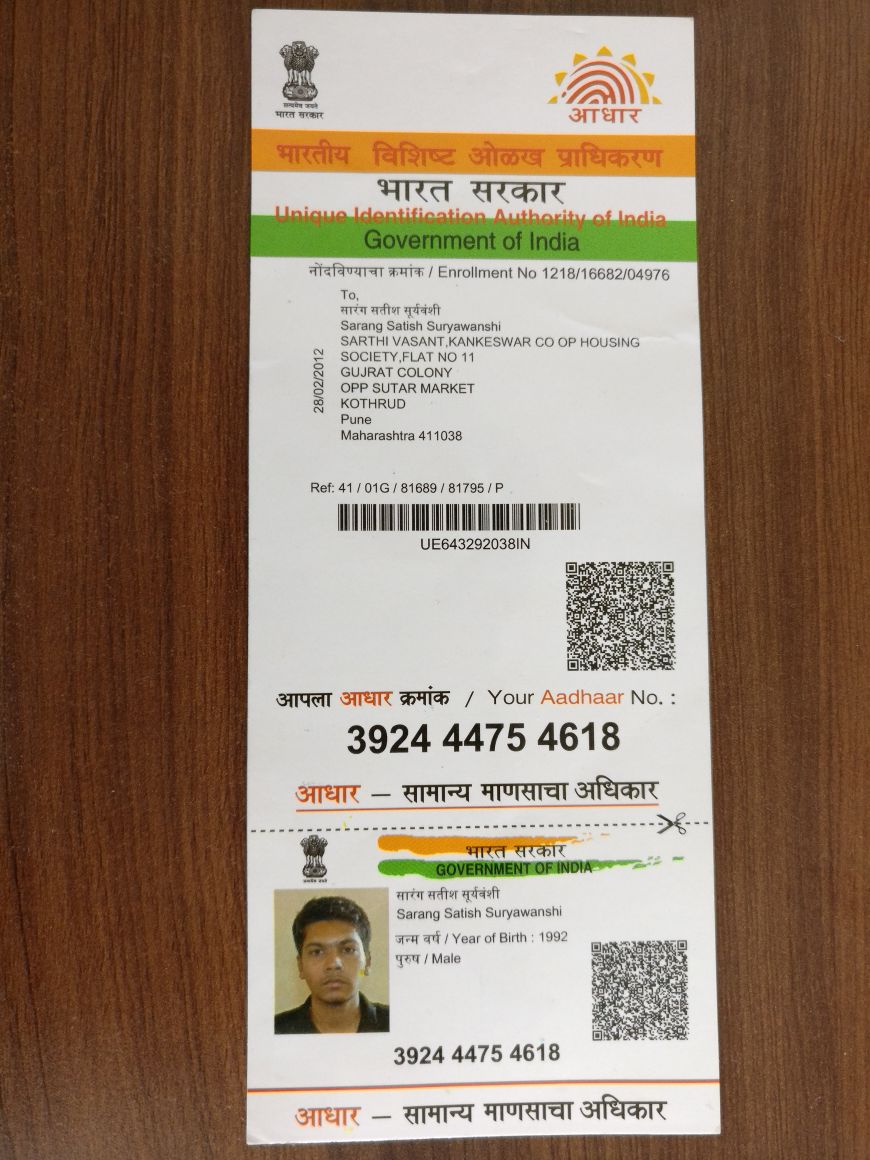 सत्यमेव जयते
भारत सरकार
आधार
भारतीय विशिष्ट ओळख प्राधिकरण
भारत सरकार
Unique Identification Authority of India
Government of India
नोंदविण्याचा क्रमांक / Enrollment No 1218/16682/04976
To,
सारंग सतीश सूर्यवंशी
Sarang Satish Suryawanshi
SARTHI VASANT,KANKESWAR CO OP HOUSING
SOCIETY,FLAT NO 11
GUJRAT COLONY
OPP SUTAR MARKET
KOTHRUD
Pune
Maharashtra 411038
28/02/2012
Ref: 41 / 01G / 81689 / 81795 / P
UE643292038IN
आपला आधार क्रमांक / Your Aadhaar No. :
3924 4475 4618
आधार — सामान्य माणसाचा अधिकार
भारत सरकार
GOVERNMENT OF INDIA
सारंग सतीश सूर्यवंशी
Sarang Satish Suryawanshi
जन्म वर्ष / Year of Birth : 1992
पुरुष / Male
3924 4475 4618
आधार — सामान्य माणसाचा अधिकार